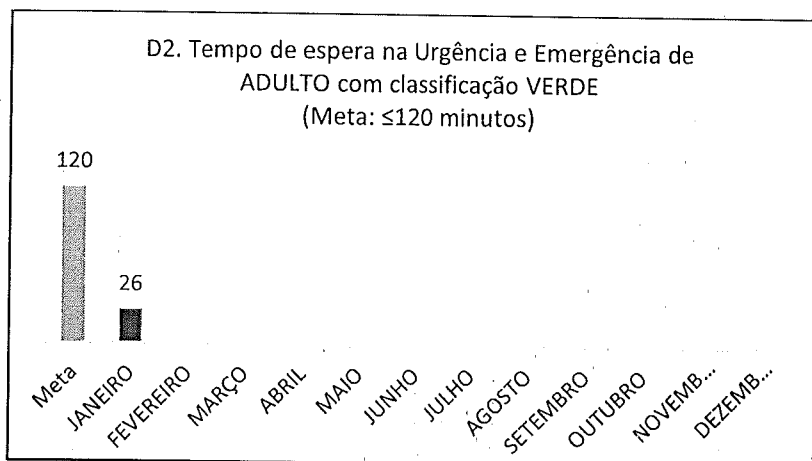 D2. Tempo de espera na Urgência e Emergência de
ADULTO com classificação VERDE
(Meta: ≤120 minutos)
120
26
Meta
JANEIRO
FEVEREIRO
MARÇO
ABRIL
MAIO
JUNHO
JULHO
AGOSTO
SETEMBRO
OUTUBRO
NOVEMB...
DEZEMB...